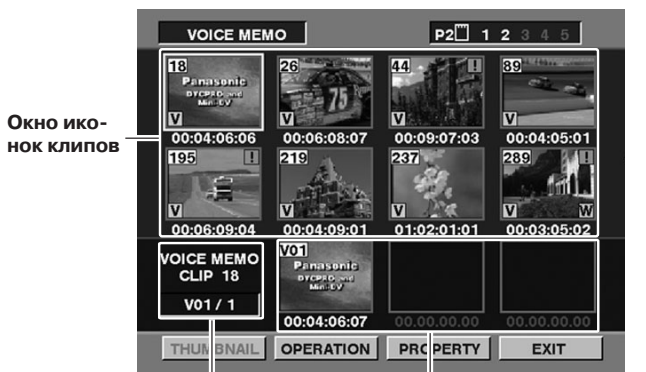 VOICE MEMO
P2 1 2 3 4 5
18 26 44 ! 89
Panasonic
DVCPRO and
Mini-DV
75
V V V V
00:04:06:06 00:06:08:07 00:09:07:03 00:04:05:01
Окно ико-
нок клипов
195 ! 219 237 289 !
V V V V W
00:06:09:04 00:04:09:01 01:02:01:01 00:03:05:02
VOICE MEMO
CLIP 18
V01 / 1
V01
Panasonic
DVCPRO and
Mini-DV
00:04:06:07 00.00.00.00 00.00.00.00
THUMBNAIL OPERATION PROPERTY EXIT